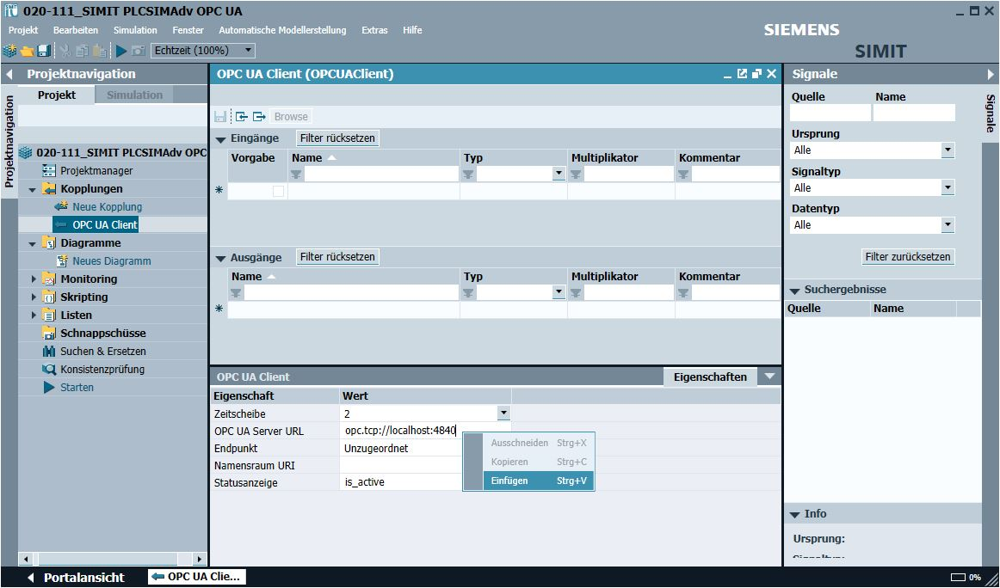 020-111_SIMIT PLCSIMAdv OPC UA
Projekt Bearbeiten Simulation Fenster Automatische Modellerstellung Extras Hilfe
SIEMENS
SIMIT
Echtzeit (100%)
Projektnavigation
Projekt Simulation
Projektnavigation
020-111_SIMIT PLCSIMAdv OPC
Projektmanager
Kopplungen
Neue Kopplung
OPC UA Client
Diagramme
Neues Diagramm
Monitoring
Skripting
Listen
Schnappschüsse
Suchen & Ersetzen
Konsistenzprüfung
Starten
OPC UA Client (OPCUAClient)
Browse
Eingänge Filter rücksetzen
Vorgabe Name Typ Multiplikator Kommentar
Ausgänge Filter rücksetzen
Name Typ Multiplikator Kommentar
OPC UA Client Eigenschaften
Eigenschaft Wert
Zeitscheibe 2
OPC UA Server URL opc.tcp://localhost:4840
Endpunkt Unzugeordnet
Namensraum URI
Statusanzeige is_active
Ausschneiden Strg+X
Kopieren Strg+C
Einfügen Strg+V
Signale
Signale
Quelle Name
Ursprung
Alle
Signaltyp
Alle
Datentyp
Alle
Filter zurücksetzen
Suchergebnisse
Quelle Name
Info
Ursprung:
Signaltyp:
Portalansicht OPC UA Clie...
0%